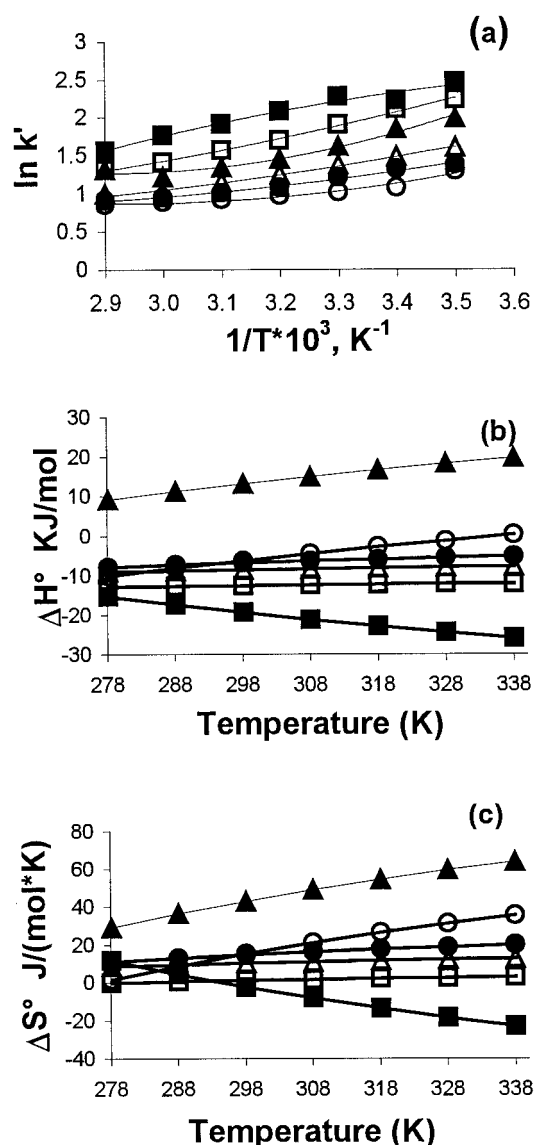 (a)
3
2.5
2
1.5
1
0.5
0
ln k'
2.9 3.0 3.1 3.2 3.3 3.4 3.5 3.6
1/T*10³, K⁻¹
(b)
30
20
10
0
-10
-20
-30
ΔH° KJ/mol
278 288 298 308 318 328 338
Temperature (K)
(c)
80
60
40
20
0
-20
-40
ΔS° J/(mol*K)
278 288 298 308 318 328 338
Temperature (K)